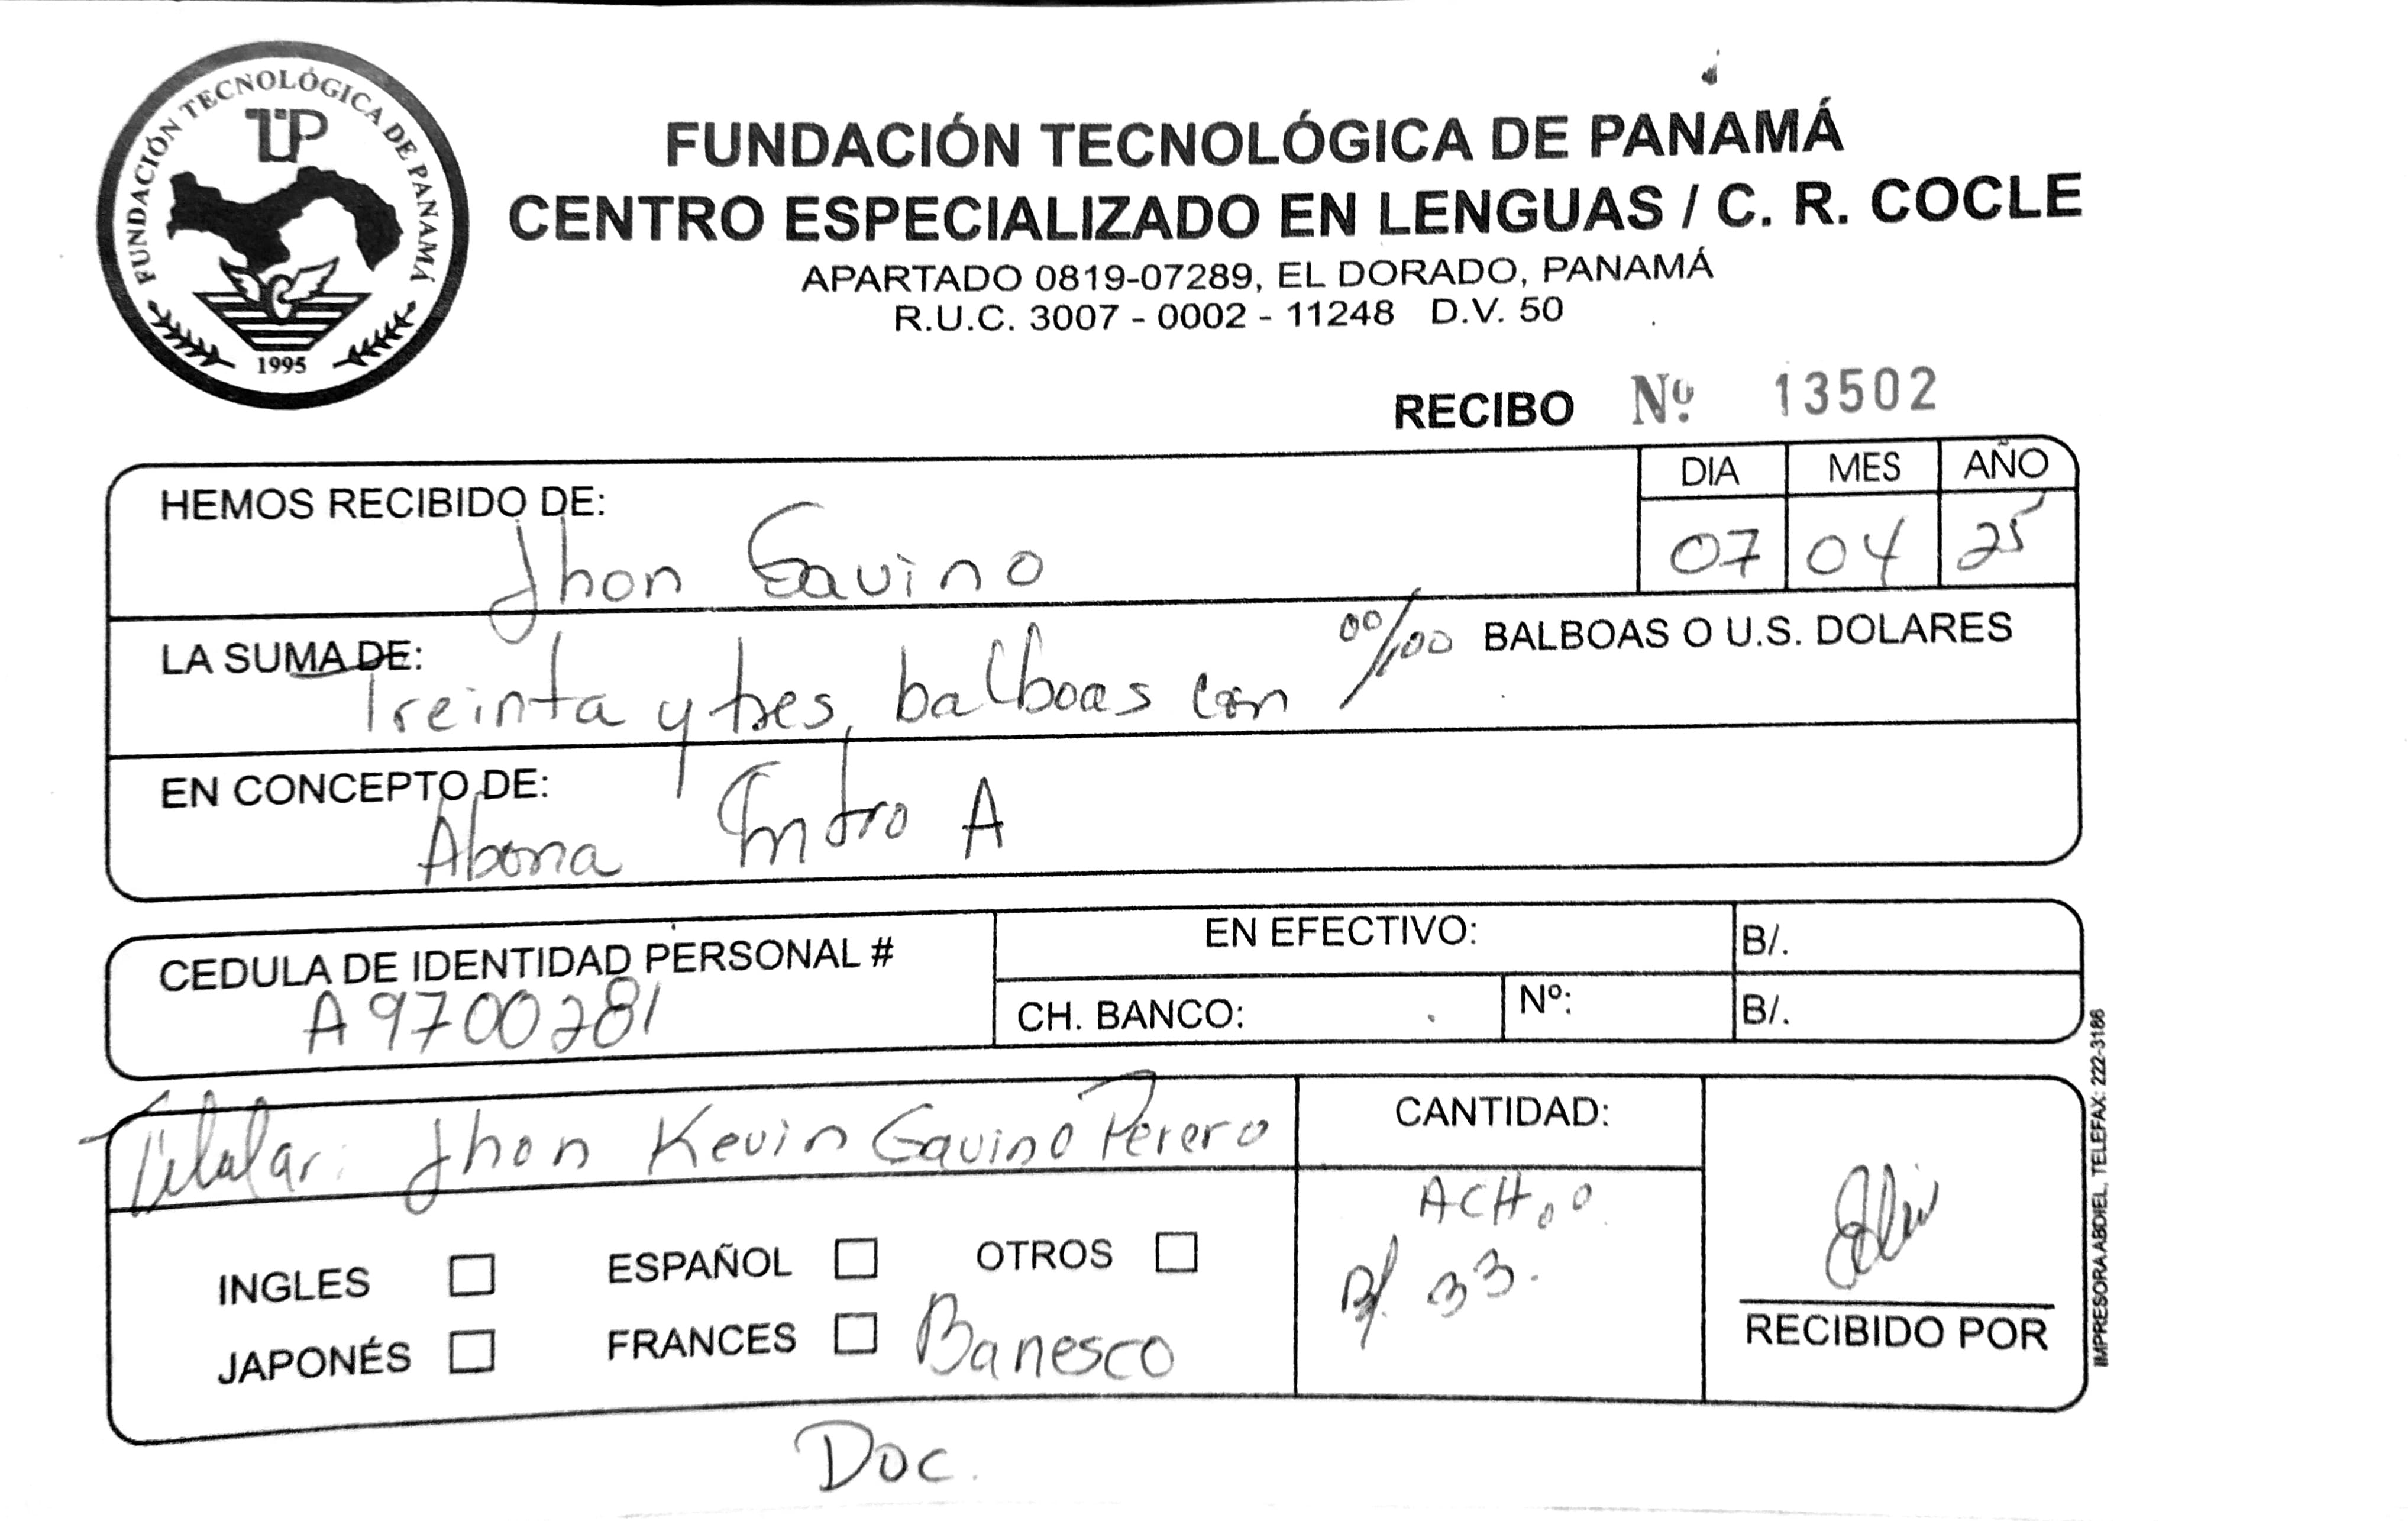 FUNDACIÓN TECNOLÓGICA DE PANAMÁ
UTP
1995
FUNDACIÓN TECNOLÓGICA DE PANAMÁ
CENTRO ESPECIALIZADO EN LENGUAS / C. R. COCLE
APARTADO 0819-07289, EL DORADO, PANAMÁ
R.U.C. 3007 - 0002 - 11248 D.V. 50
RECIBO Nº 13502
DIA MES AÑO
07 04 25
HEMOS RECIBIDO DE:
Jhon Gavino
LA SUMA DE: 00/100 BALBOAS O U.S. DOLARES
Treinta y tres, balboas con
EN CONCEPTO DE:
Abona Intro A
CEDULA DE IDENTIDAD PERSONAL #
A9700281
EN EFECTIVO: B/.
CH. BANCO: Nº: B/.
Titular: Jhon Kevin Gavino Perero
CANTIDAD:
ACH
B/ 33.00
INGLES ESPAÑOL OTROS
JAPONÉS FRANCES Banesco
RECIBIDO POR
Doc.
IMPRESORA ABDIEL, TELEFAX: 222-3186